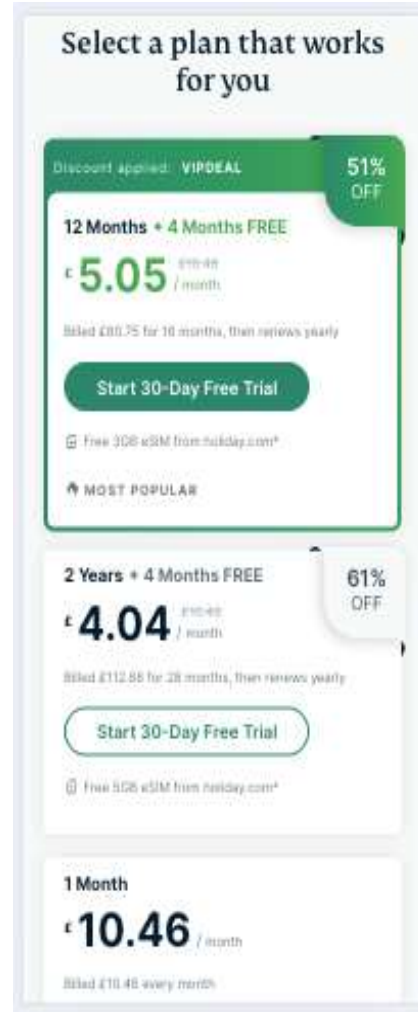 Select a plan that works
for you
Discount applied: VIPDEAL
51%
OFF
12 Months + 4 Months FREE
£5.05 £10.46 / month
Billed £80.75 for 16 months, then renews yearly
Start 30-Day Free Trial
Free 3GB eSIM from holiday.com*
MOST POPULAR
2 Years + 4 Months FREE
61%
OFF
£4.04 £10.46 / month
Billed £112.88 for 28 months, then renews yearly
Start 30-Day Free Trial
Free 5GB eSIM from holiday.com*
1 Month
£10.46 / month
Billed £10.46 every month